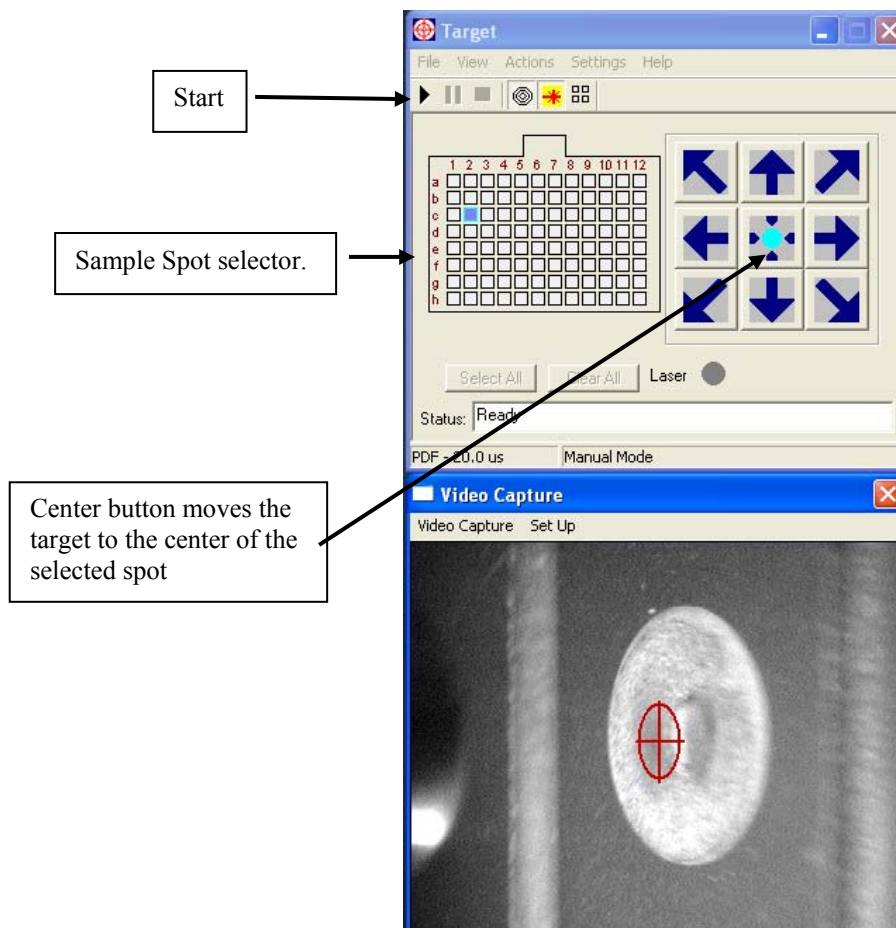 Target
File View Actions Settings Help
Start
1 2 3 4 5 6 7 8 9 10 11 12
a
b
c
d
e
f
g
h
Sample Spot selector.
Select All Clear All Laser
Status: Ready
PDF - 20.0 us Manual Mode
Center button moves the
target to the center of the
selected spot
Video Capture
Video Capture Set Up